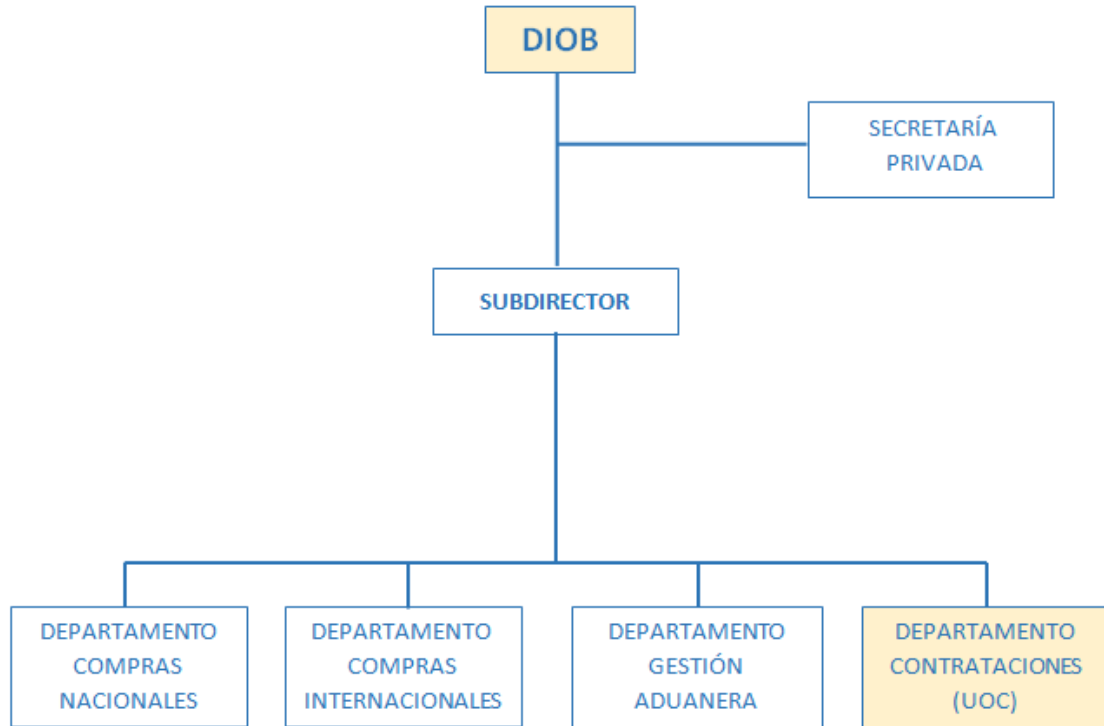 DIOB
SECRETARÍA
PRIVADA
SUBDIRECTOR
DEPARTAMENTO
COMPRAS
NACIONALES
DEPARTAMENTO
COMPRAS
INTERNACIONALES
DEPARTAMENTO
GESTIÓN
ADUANERA
DEPARTAMENTO
CONTRATACIONES
(UOC)